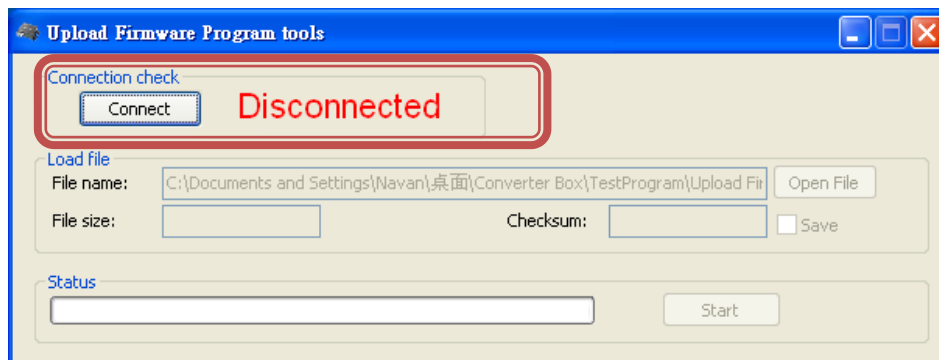 Upload Firmware Program tools
Connection check
Connect Disconnected
Load file
File name: C:\Documents and Settings\Navan\桌面\Converter Box\TestProgram\Upload Fir Open File
File size: Checksum: Save
Status
Start